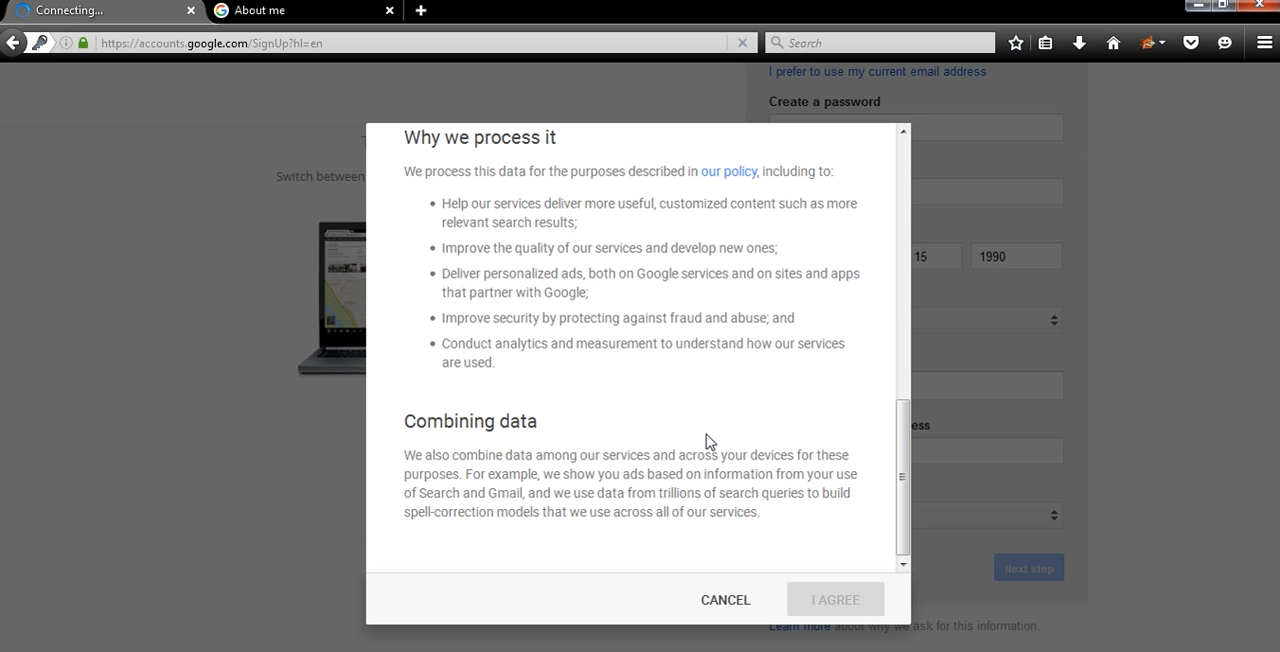 Connecting...
About me
https://accounts.google.com/SignUp?hl=en
Search
I prefer to use my current email address
Create a password
Switch between
15
1990
ess
Next step
Learn more about why we ask for this information.
Why we process it
We process this data for the purposes described in our policy, including to:
• Help our services deliver more useful, customized content such as more
relevant search results;
• Improve the quality of our services and develop new ones;
• Deliver personalized ads, both on Google services and on sites and apps
that partner with Google;
• Improve security by protecting against fraud and abuse; and
• Conduct analytics and measurement to understand how our services
are used.
Combining data
We also combine data among our services and across your devices for these
purposes. For example, we show you ads based on information from your use
of Search and Gmail, and we use data from trillions of search queries to build
spell-correction models that we use across all of our services.
CANCEL
I AGREE